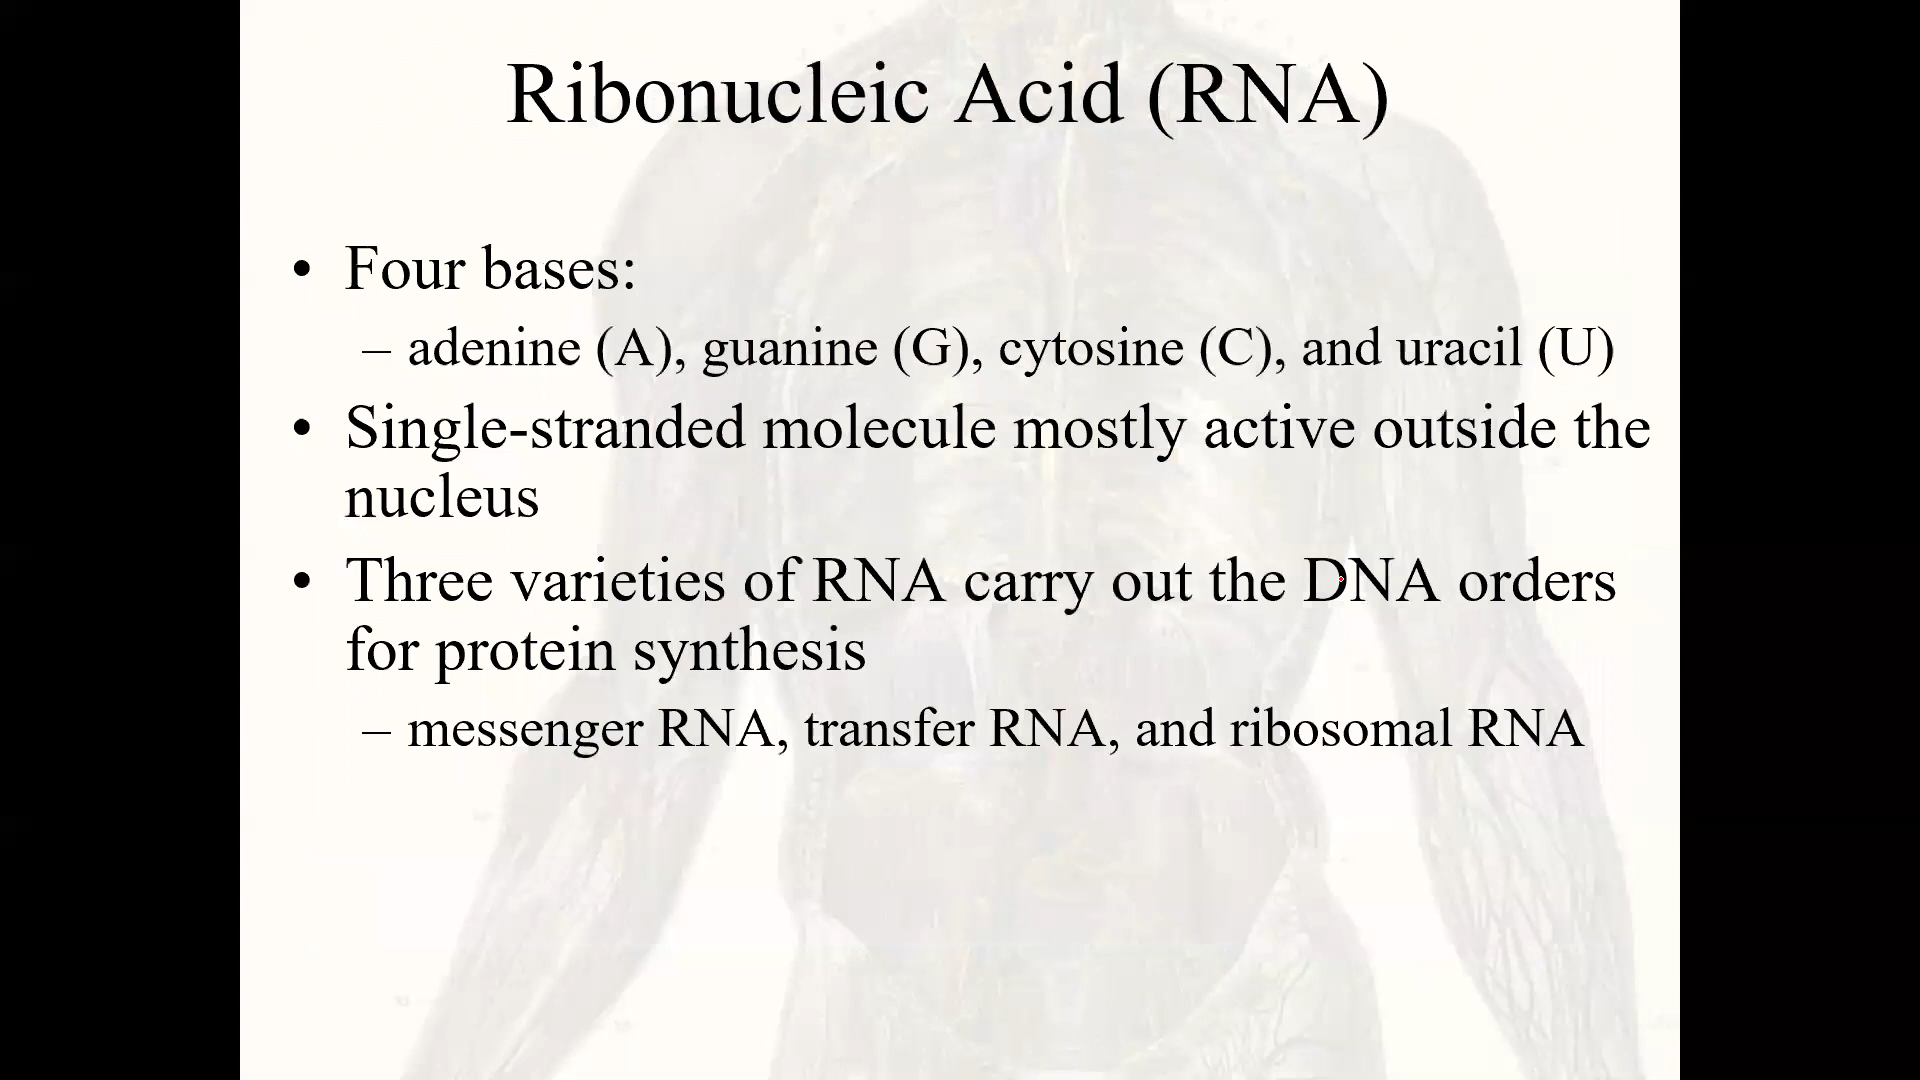 Ribonucleic Acid (RNA)
• Four bases:
– adenine (A), guanine (G), cytosine (C), and uracil (U)
• Single-stranded molecule mostly active outside the
nucleus
• Three varieties of RNA carry out the DNA orders
for protein synthesis
– messenger RNA, transfer RNA, and ribosomal RNA